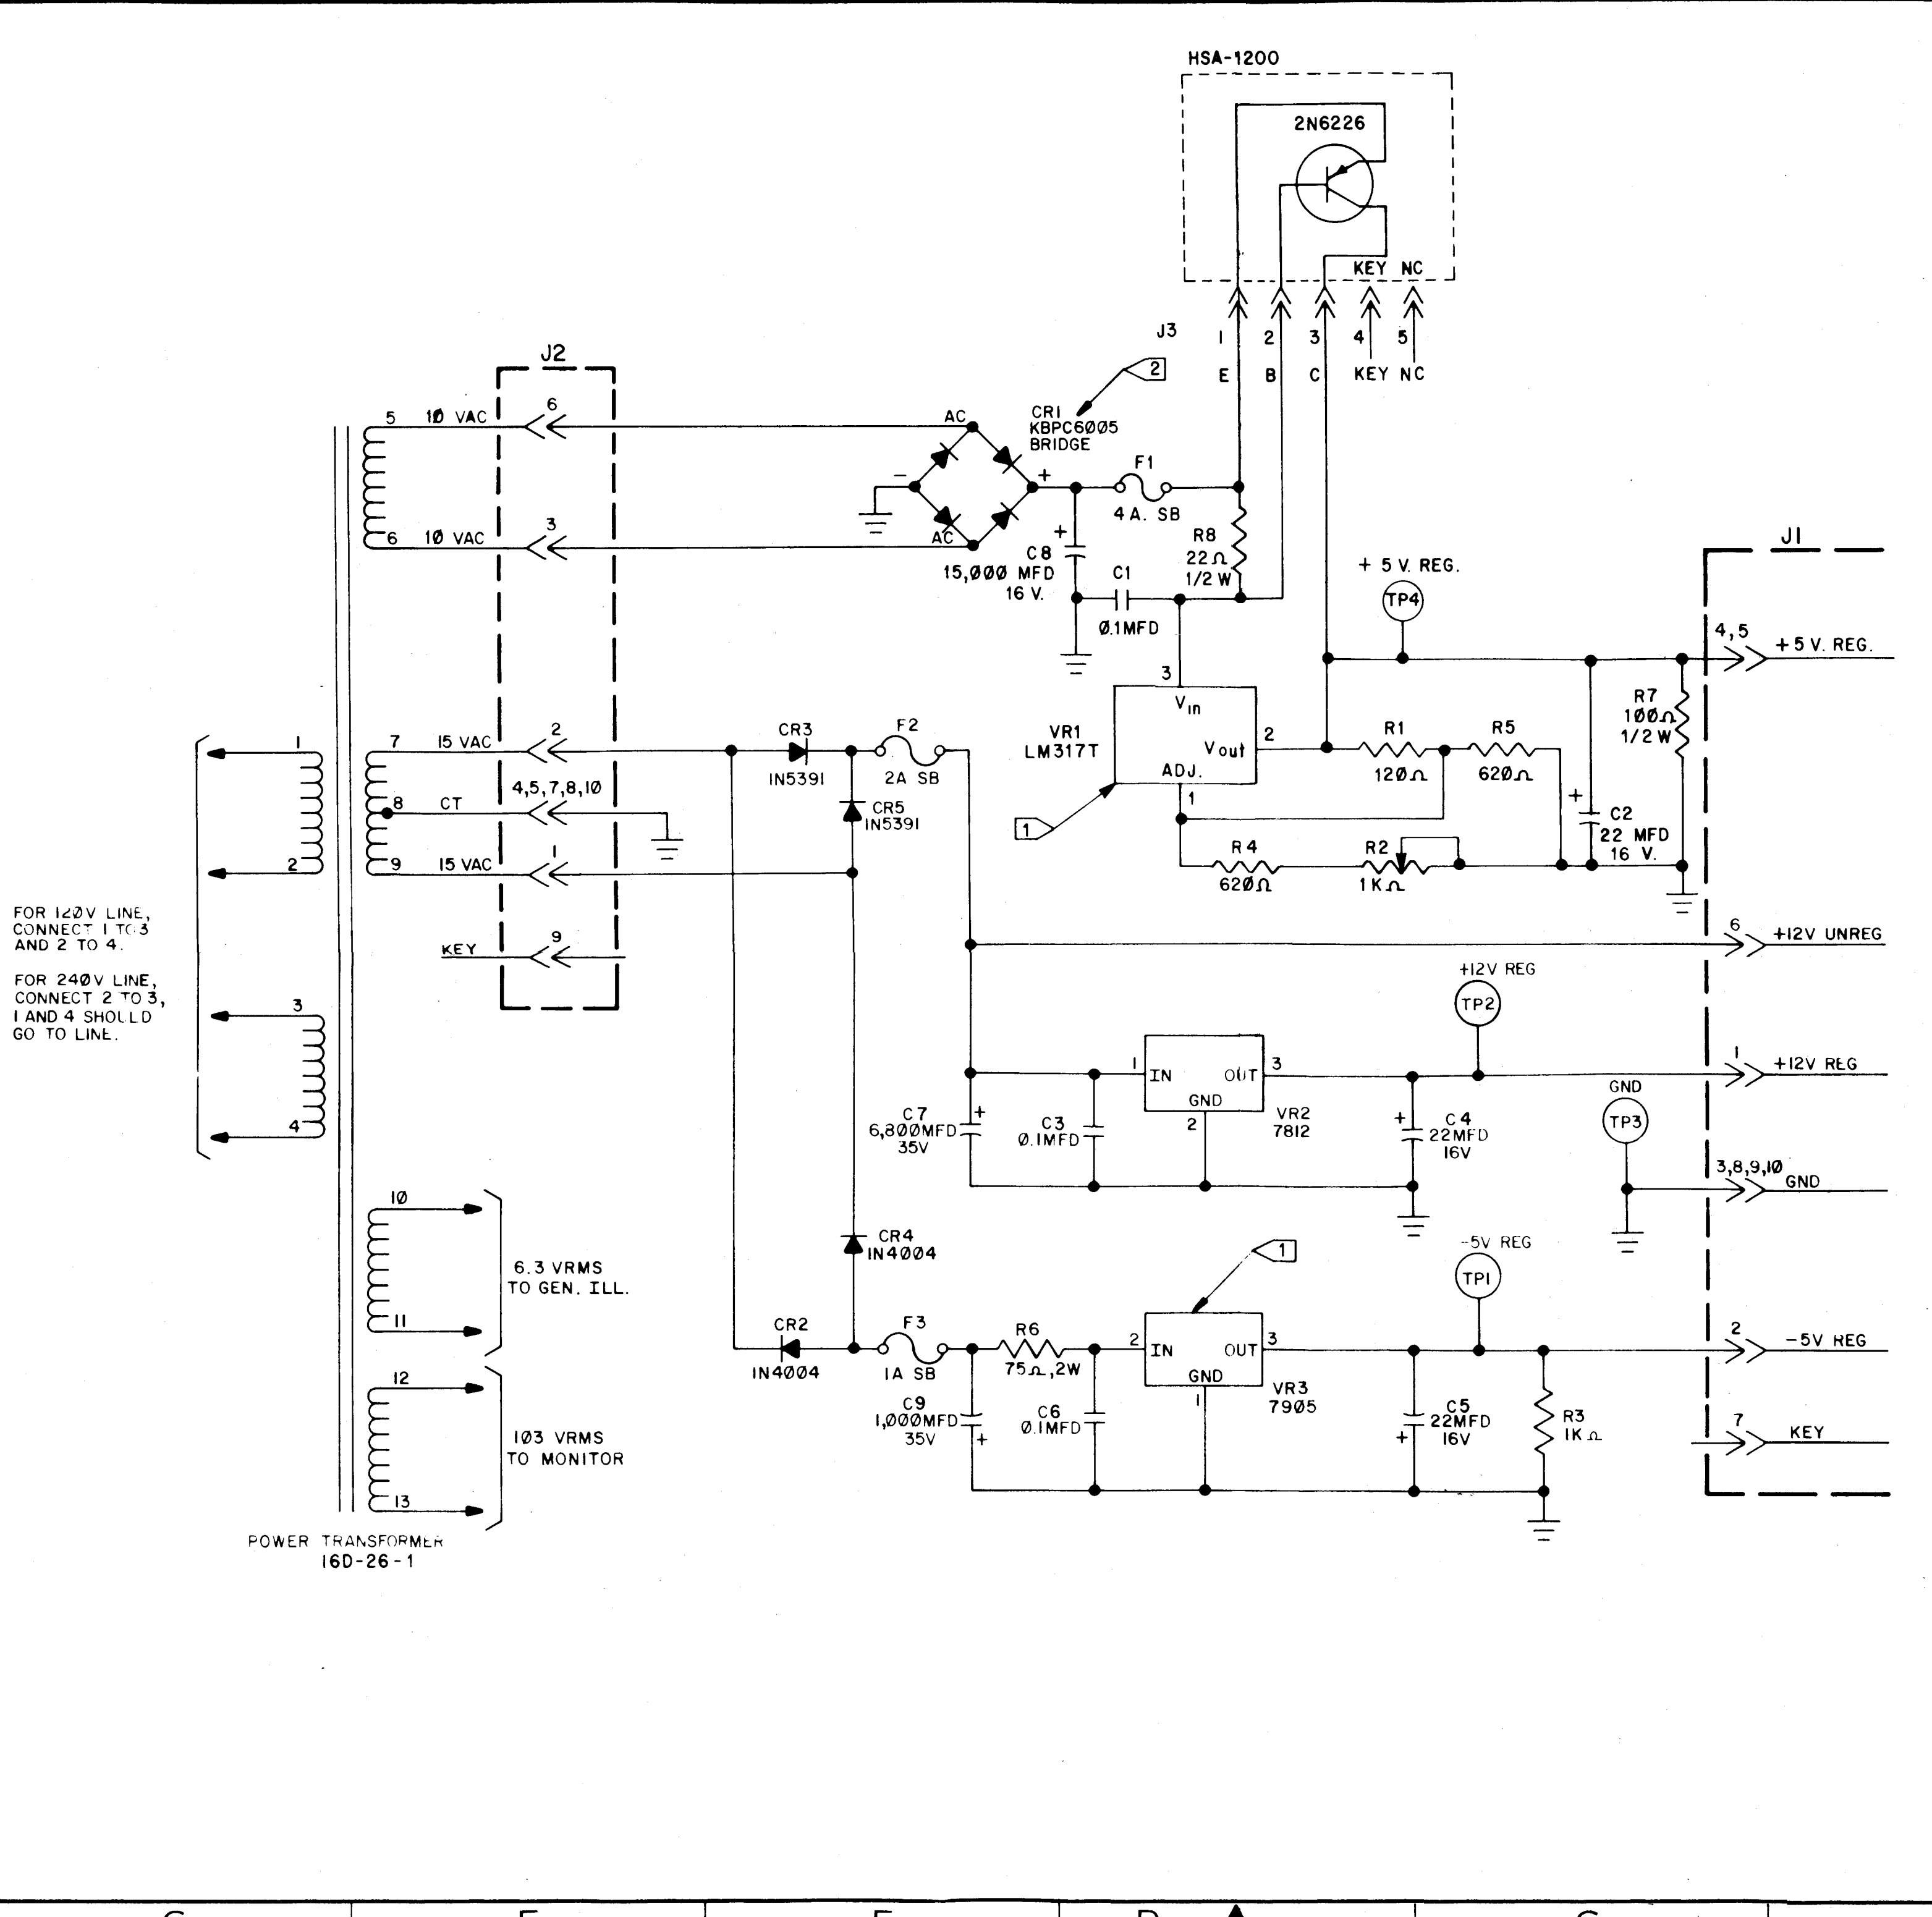 HSA-1200
2N6226
KEY NC
1 2 3 4 5
E B C KEY NC
J3
2
J2
5 10 VAC 6
6 10 VAC 3
AC
CR1
KBPC6005
BRIDGE
-
+
AC
F1
4 A. SB
R8
22Ω
1/2 W
+
C8
15,000 MFD
16 V.
C1
0.1MFD
+ 5 V. REG.
TP4
J1
4,5
+5 V. REG.
R7
100Ω
1/2 W
3
Vin
VR1
LM317T
Vout
2
ADJ.
1
1
R1
120Ω
R5
620Ω
R4
620Ω
R2
1KΩ
+
C2
22 MFD
16 V.
1
2
7 15 VAC 2
8 CT 4,5,7,8,10
9 15 VAC 1
KEY 9
CR3
1N5391
F2
2A SB
CR5
1N5391
FOR 120V LINE,
CONNECT 1 TO 3
AND 2 TO 4.
FOR 240V LINE,
CONNECT 2 TO 3,
1 AND 4 SHOULD
GO TO LINE.
3
4
6
+12V UNREG
+12V REG
TP2
1
IN
OUT
3
GND
2
VR2
7812
1
+12V REG
C7
6,800MFD
35V
+
C3
0.1MFD
+
C4
22MFD
16V
GND
TP3
3,8,9,10
GND
10
11
6.3 VRMS
TO GEN. ILL.
CR4
1N4004
1
-5V REG
TP1
12
13
103 VRMS
TO MONITOR
CR2
1N4004
F3
1A SB
R6
75Ω,2W
2
IN
OUT
3
GND
1
VR3
7905
2
-5V REG
C9
1,000MFD
35V
+
C6
0.1MFD
C5
22MFD
16V
+
R3
1KΩ
7
KEY
POWER TRANSFORMER
16D-26-1